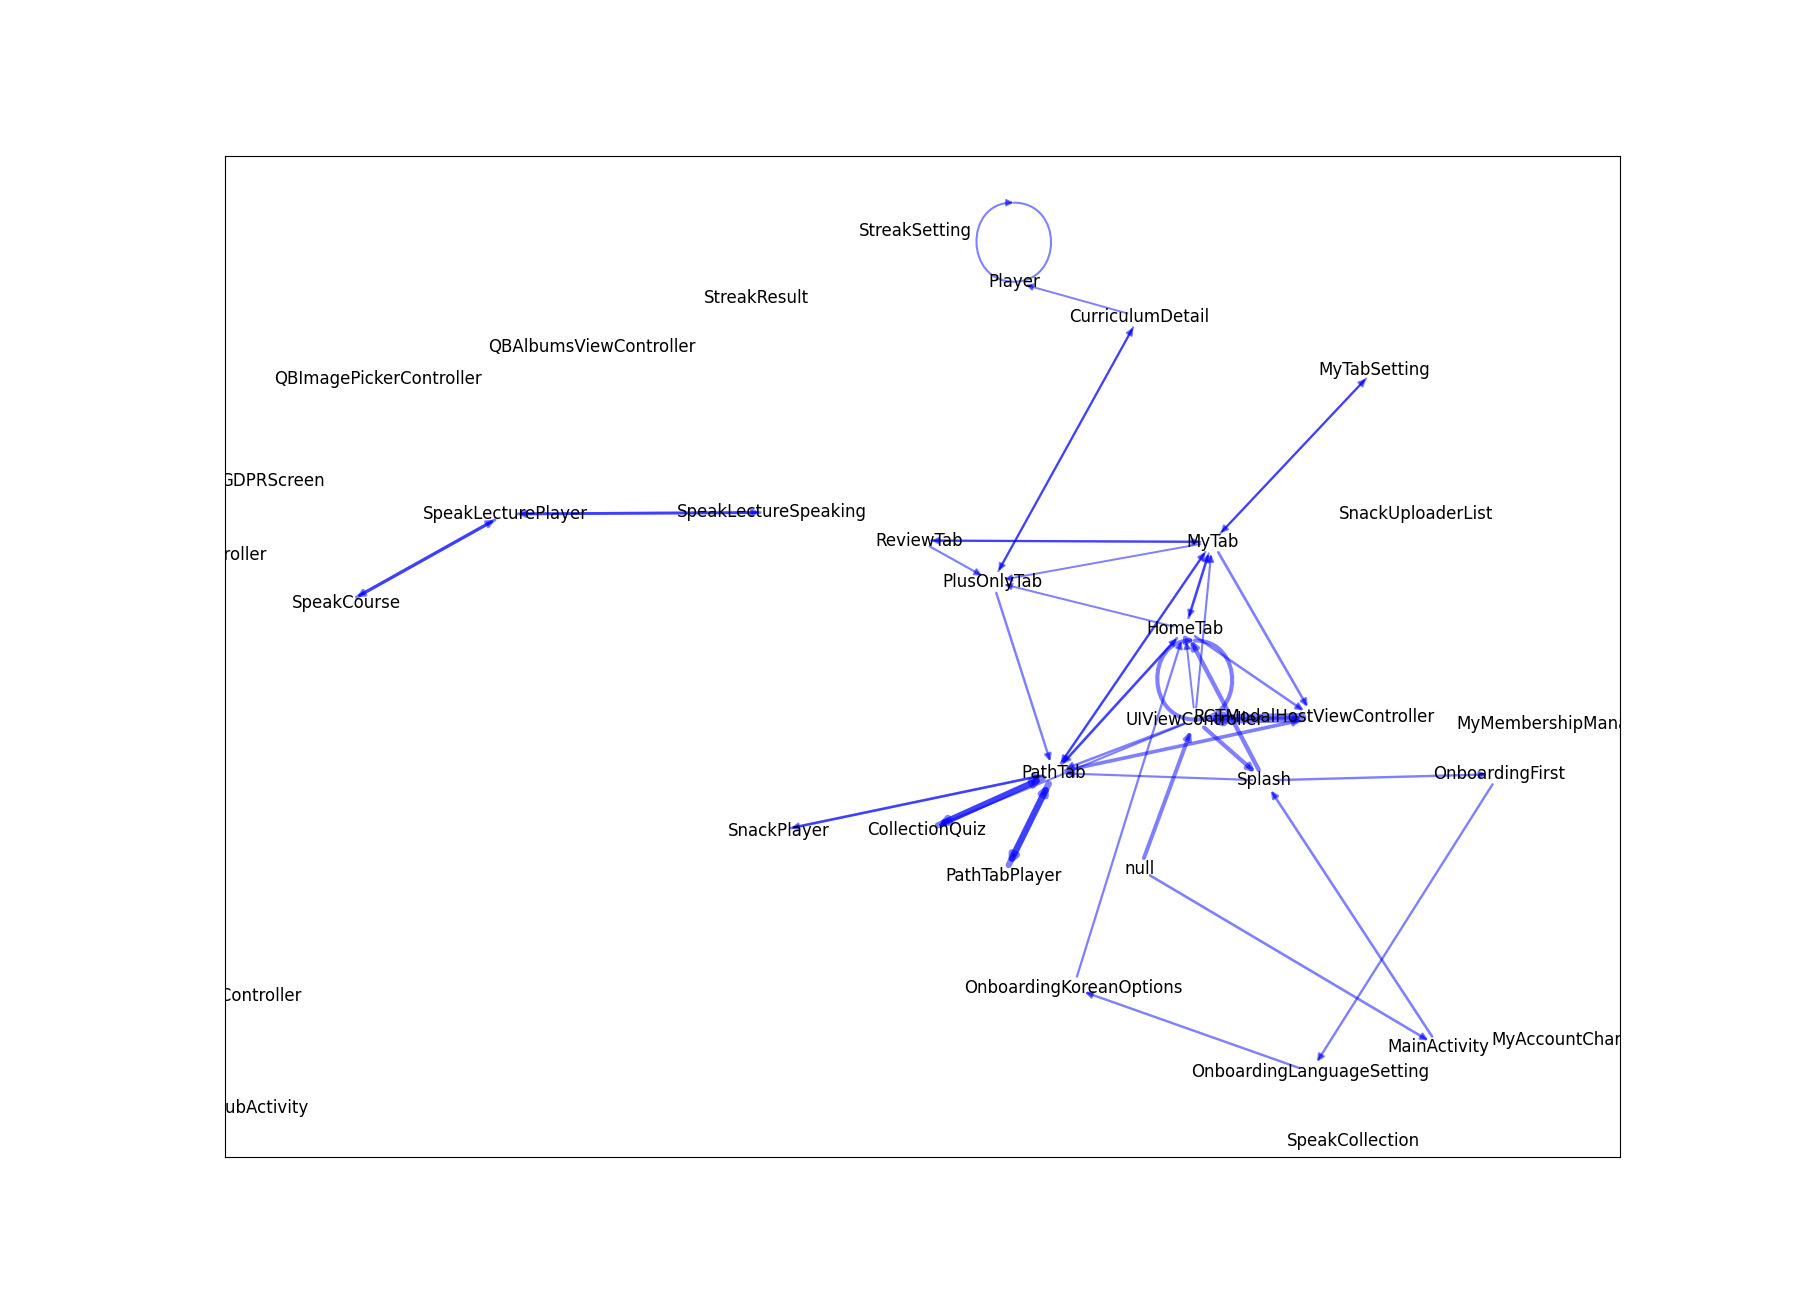 StreakSetting
Player
StreakResult
CurriculumDetail
QBAlbumsViewController
MyTabSetting
QBImagePickerController
GDPRScreen
SpeakLecturePlayer
SpeakLectureSpeaking
SnackUploaderList
ReviewTab
MyTab
roller
PlusOnlyTab
SpeakCourse
HomeTab
UIViewController
RCTModalHostViewController
MyMembershipMana
PathTab
Splash
OnboardingFirst
SnackPlayer
CollectionQuiz
PathTabPlayer
null
OnboardingKoreanOptions
Controller
MainActivity
MyAccountChan
OnboardingLanguageSetting
ubActivity
SpeakCollection